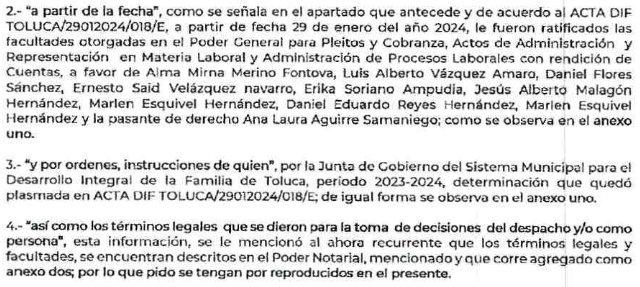 2.- "a partir de la fecha", como se señala en el apartado que antecede y de acuerdo al ACTA DIF-
TOLUCA/29012024/018/E, a partir de fecha 29 de enero del año 2024, le fueron ratificados las
facultades otorgadas en el Poder General para Pleitos y Cobranza, Actos de Administración y
Representación en Materia Laboral y Administración de Procesos Laborales con rendición de
Cuentas, a favor de Alma Mirna Merino Fontova, Luis Alberto Vázquez Amaro, Daniel Flores
Sánchez, Ernesto Said Velázquez navarro, Erika Soriano Ampudia, Jesús Alberto Malagón
Hernández, Marlen Esquivel Hernández, Daniel Eduardo Reyes Hernández, Marlen Esquivel
Hernández y la pasante de derecho Ana Laura Aguirre Samaniego; como se observa en el anexo
uno.
3.- "y por ordenes, instrucciones de quien", por la Junta de Gobierno del Sistema Municipal para el
Desarrollo Integral de la Familia de Toluca, periodo 2023-2024, determinación que quedó
plasmada en ACTA DIF TOLUCA/29012024/018/E; de igual forma se observa en el anexo uno.
4.- "así como los términos legales que se dieron para la toma de decisiones del despacho y/o como
persona", esta información, se le mencionó al ahora recurrente que los términos legales y
facultades, se encuentran descritos en el Poder Notarial, mencionado y que corre agregado como
anexo dos; por lo que pido se tengan por reproducidos en el presente.